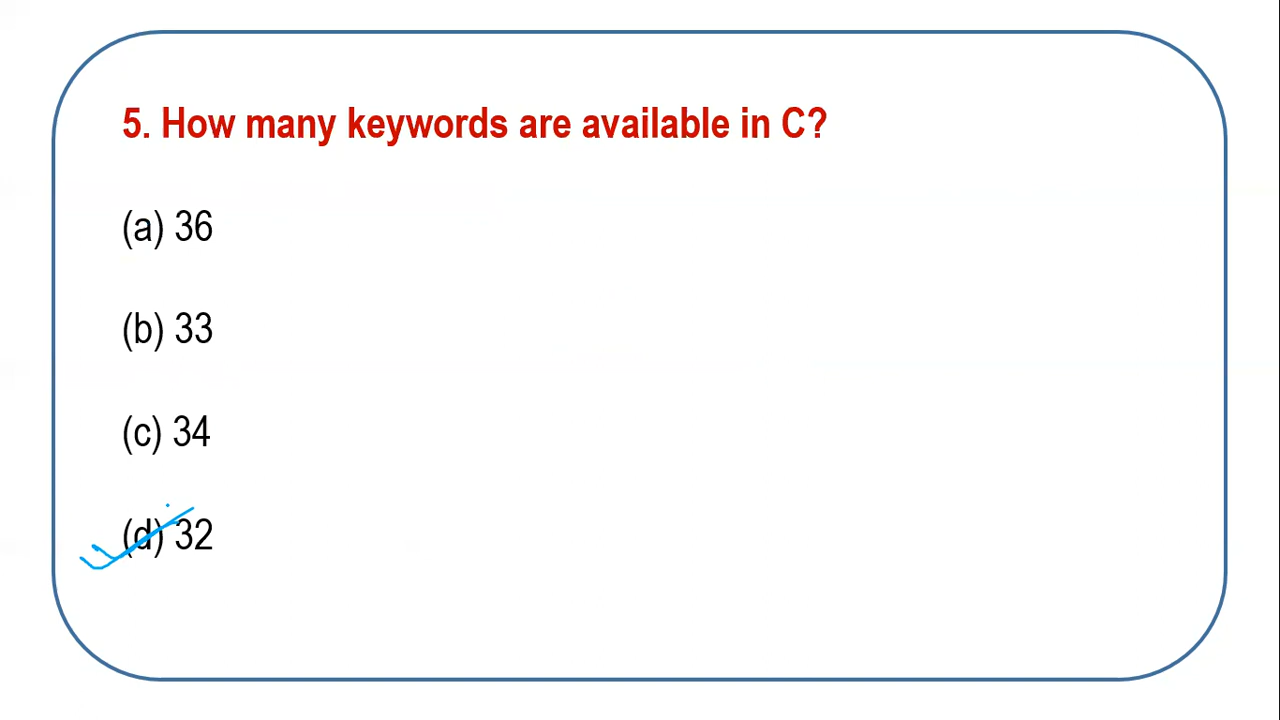 5. How many keywords are available in C?
(a) 36
(b) 33
(c) 34
(d) 32